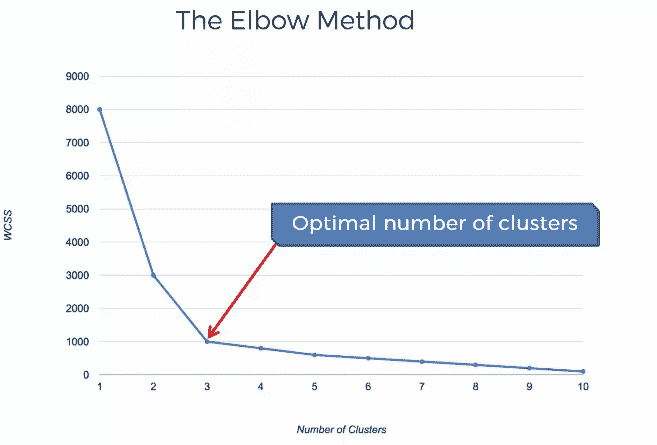 The Elbow Method
9000
8000
7000
6000
5000
4000
3000
2000
1000
0
WCSS
Optimal number of clusters
1 2 3 4 5 6 7 8 9 10
Number of Clusters